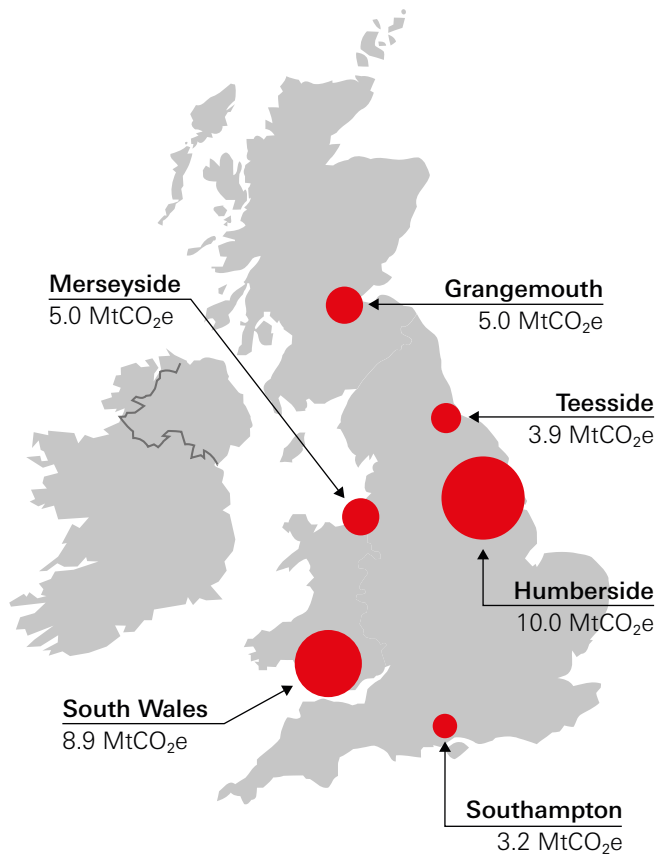 Merseyside
5.0 MtCO₂e
Grangemouth
5.0 MtCO₂e
Teesside
3.9 MtCO₂e
Humberside
10.0 MtCO₂e
South Wales
8.9 MtCO₂e
Southampton
3.2 MtCO₂e